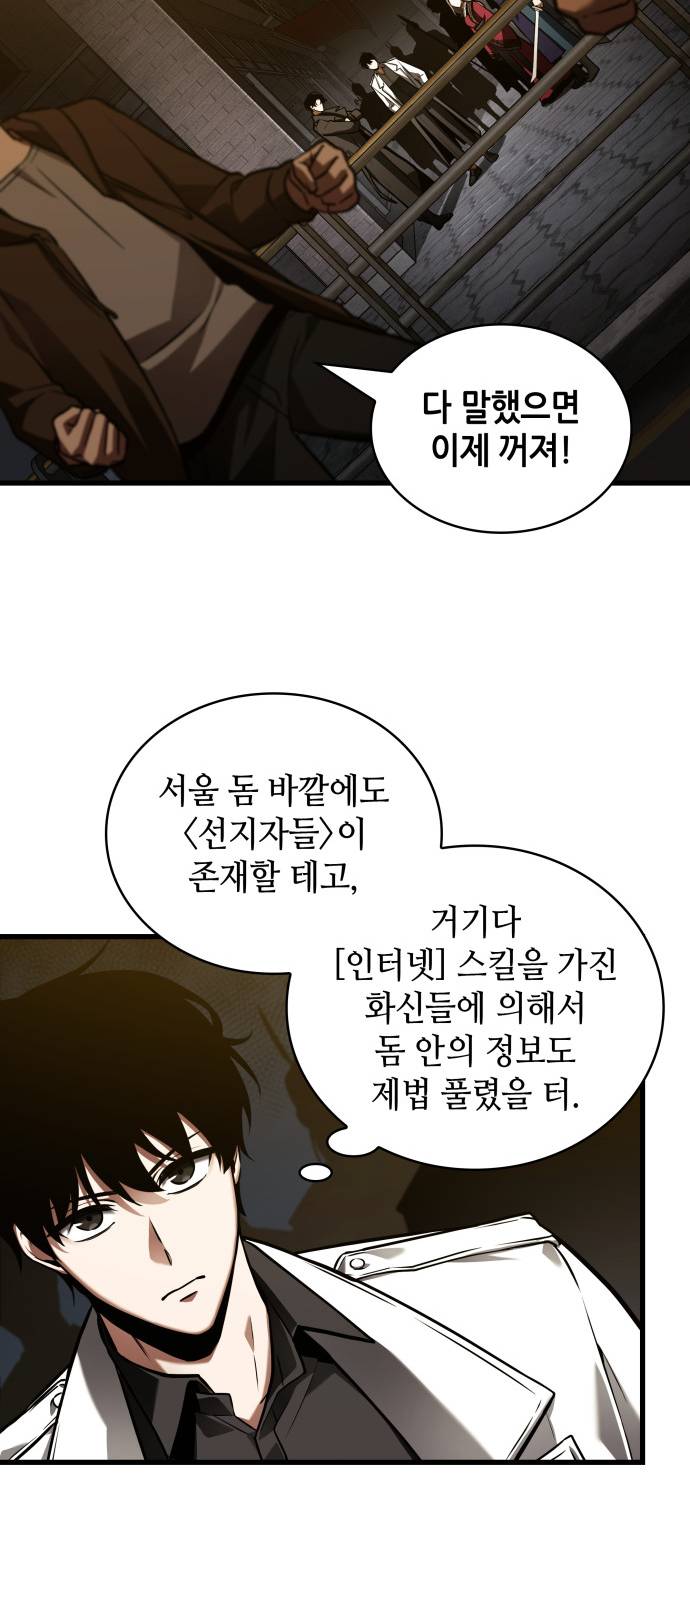 다 말했으면
이제 꺼져!
서울 돔 바깥에도
〈선지자들〉이
존재할 테고,
거기다
[인터넷] 스킬을 가진
화신들에 의해서
돔 안의 정보도
제법 풀렸을 터.